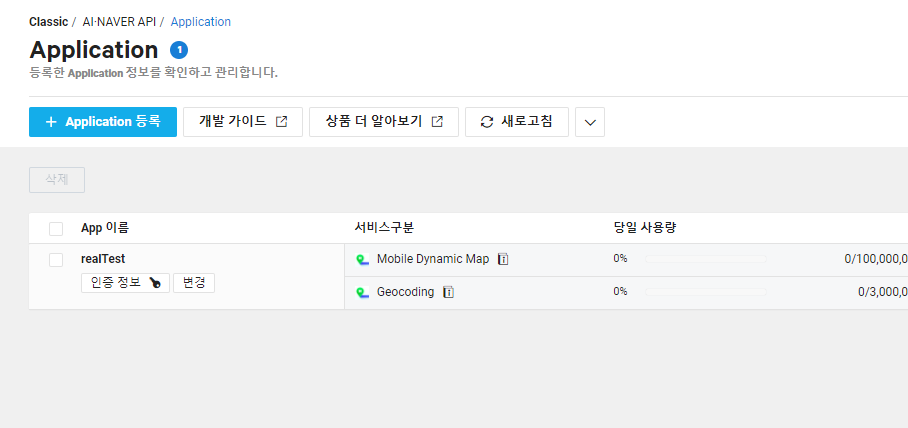 Classic / AI·NAVER API / Application
Application 1
등록한 Application 정보를 확인하고 관리합니다.
+ Application 등록 개발 가이드 상품 더 알아보기 새로고침
삭제
App 이름 서비스구분 당일 사용량
realTest Mobile Dynamic Map 0% 0/100,000,0
인증 정보 변경
Geocoding 0% 0/3,000,0